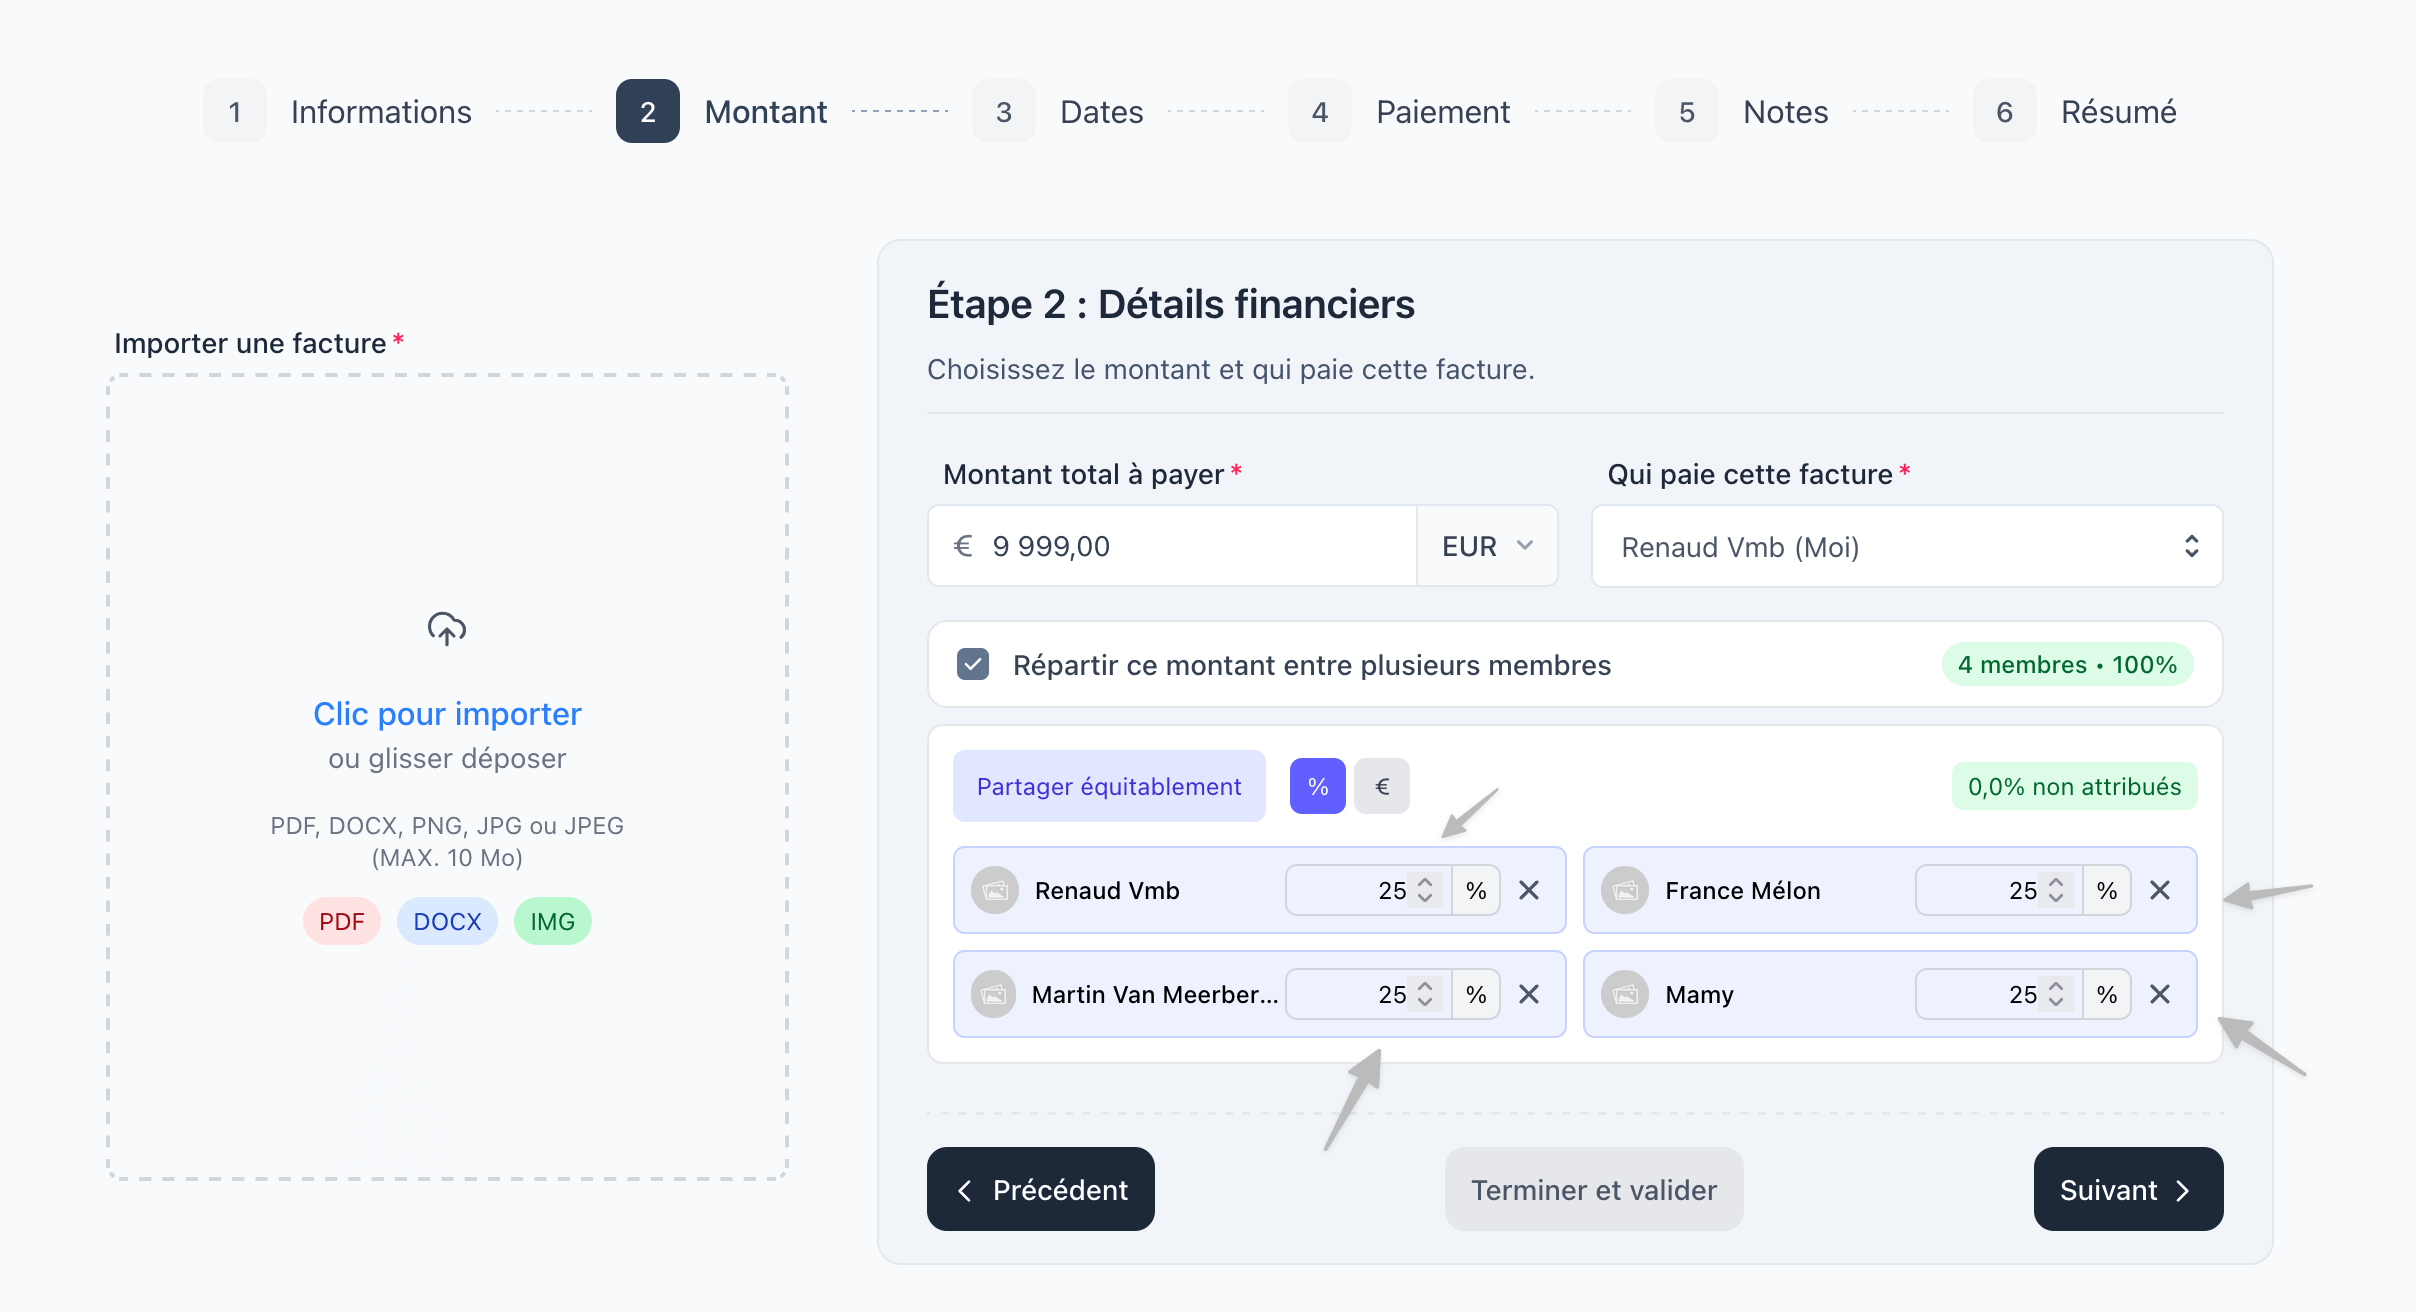 1 Informations 2 Montant 3 Dates 4 Paiement 5 Notes 6 Résumé
Importer une facture *
Clic pour importer
ou glisser déposer
PDF, DOCX, PNG, JPG ou JPEG
(MAX. 10 Mo)
PDF DOCX IMG
Étape 2 : Détails financiers
Choisissez le montant et qui paie cette facture.
Montant total à payer * Qui paie cette facture *
€ 9 999,00 EUR Renaud Vmb (Moi)
Répartir ce montant entre plusieurs membres 4 membres • 100%
Partager équitablement % € 0,0% non attribués
Renaud Vmb 25 % France Mélon 25 %
Martin Van Meerber... 25 % Mamy 25 %
Précédent Terminer et valider Suivant